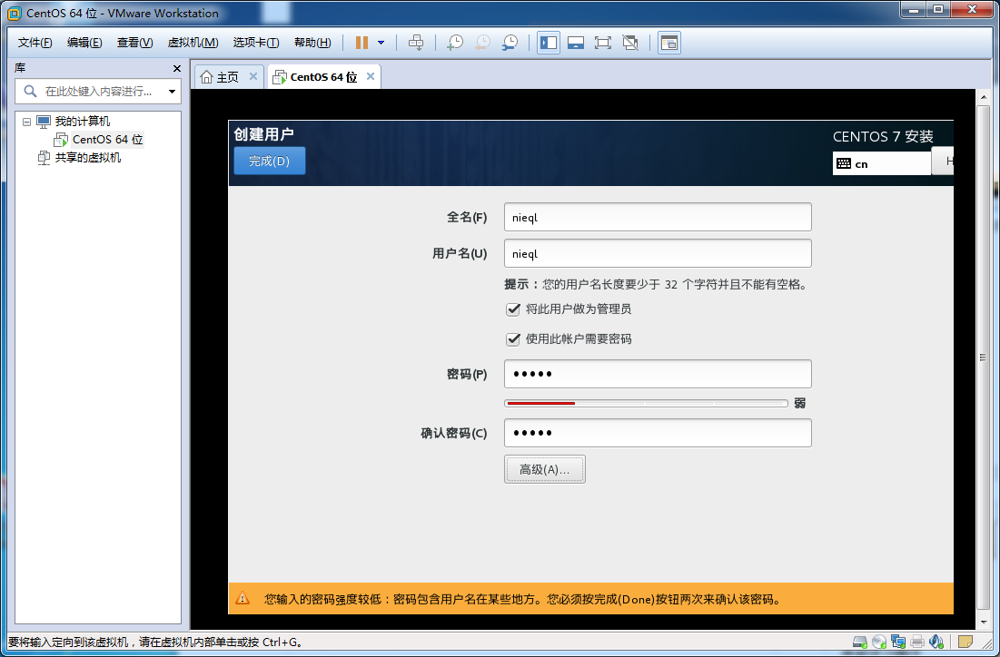 CentOS 64 位 - VMware Workstation
文件(F) 编辑(E) 查看(V) 虚拟机(M) 选项卡(T) 帮助(H)
库
在此处键入内容进行...
我的计算机
CentOS 64 位
共享的虚拟机
主页
CentOS 64 位
创建用户
完成(D)
CENTOS 7 安装
cn
H
全名(F)
nieql
用户名(U)
nieql
提示：您的用户名长度要少于 32 个字符并且不能有空格。
将此用户做为管理员
使用此帐户需要密码
密码(P)
●●●●●
弱
确认密码(C)
●●●●●
高级(A)...
您输入的密码强度较低：密码包含用户名在某些地方。您必须按完成(Done)按钮两次来确认该密码。
要将输入定向到该虚拟机，请在虚拟机内部单击或按 Ctrl+G。